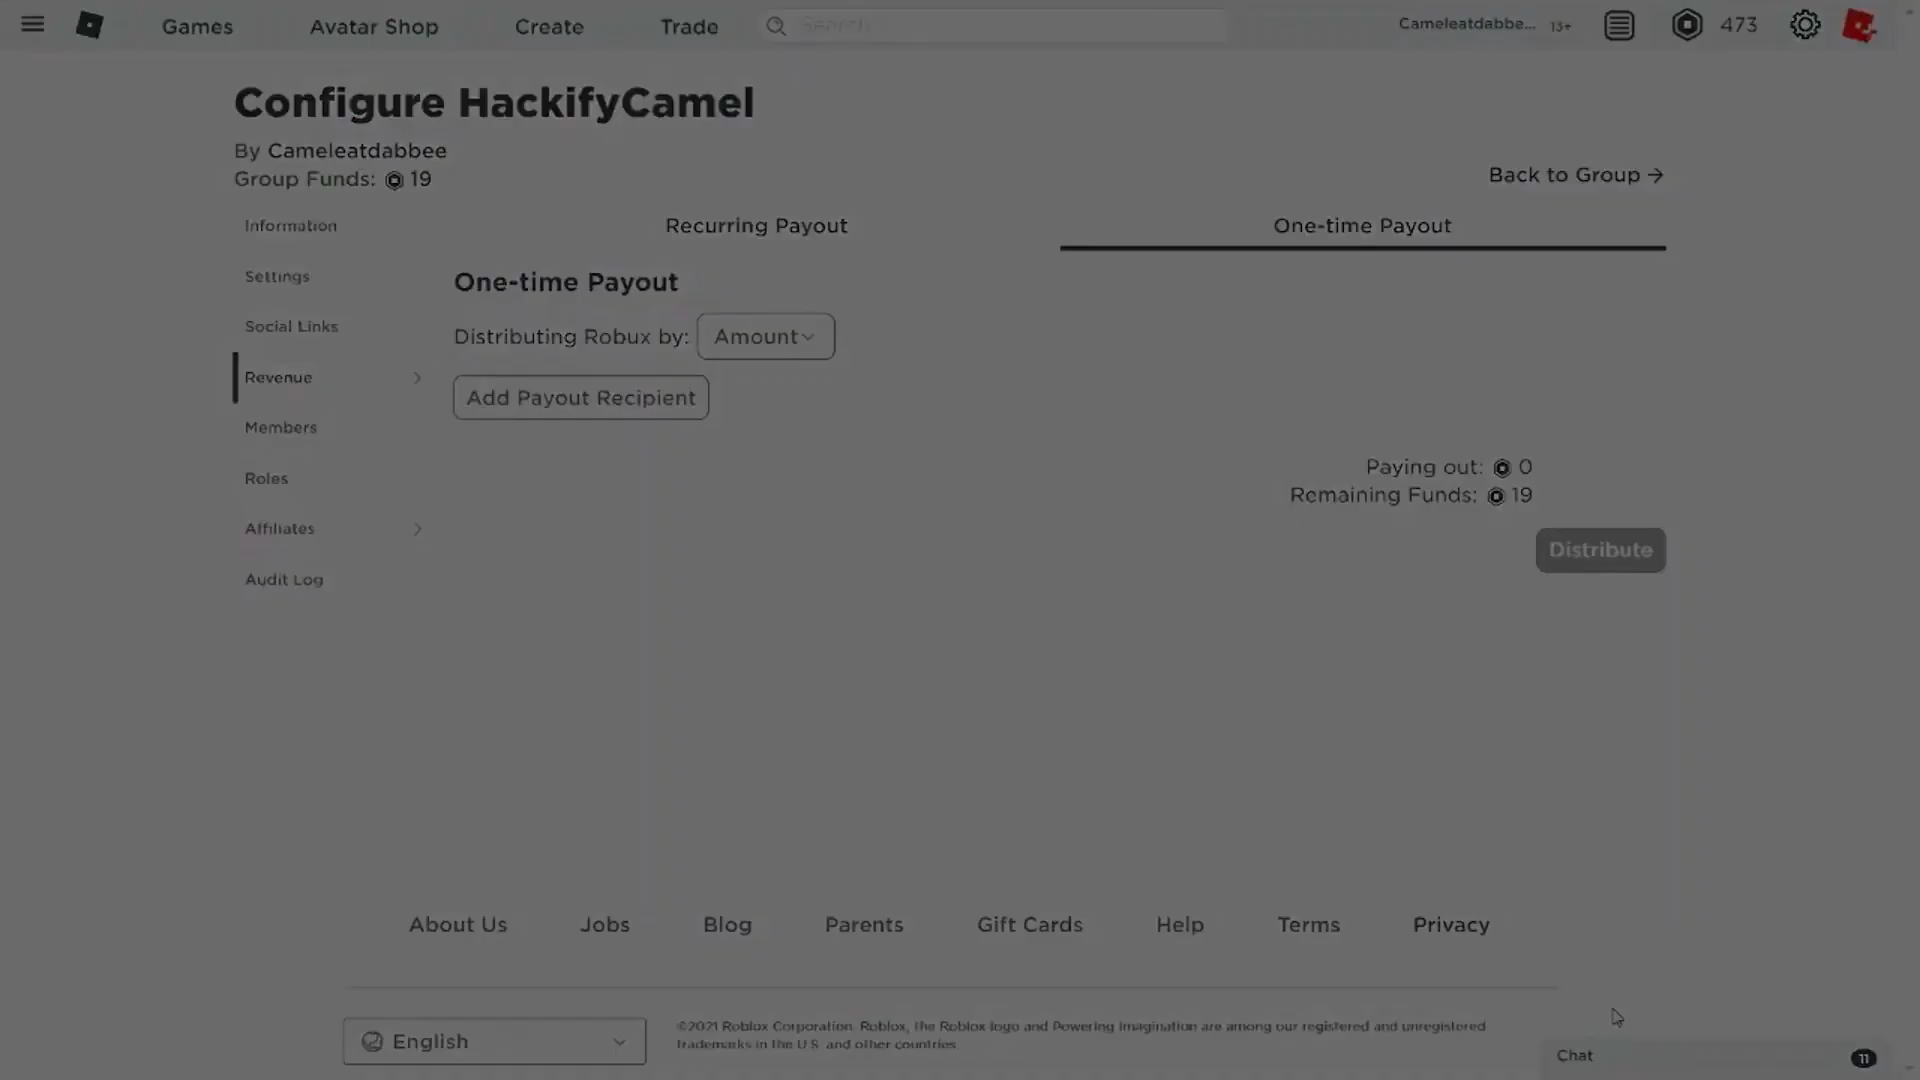 Games Avatar Shop Create Trade Search Cameleatdabbe... 13+ 473
Configure HackifyCamel
By Cameleatdabbee
Group Funds: 19
Back to Group →
Information
Recurring Payout One-time Payout
Settings
One-time Payout
Social Links
Distributing Robux by: Amount
Revenue
Add Payout Recipient
Members
Paying out: 0
Roles
Remaining Funds: 19
Affiliates
Distribute
Audit Log
About Us Jobs Blog Parents Gift Cards Help Terms Privacy
English
©2021 Roblox Corporation. Roblox, the Roblox logo and Powering Imagination are among our registered and unregistered
trademarks in the U.S. and other countries.
Chat 11